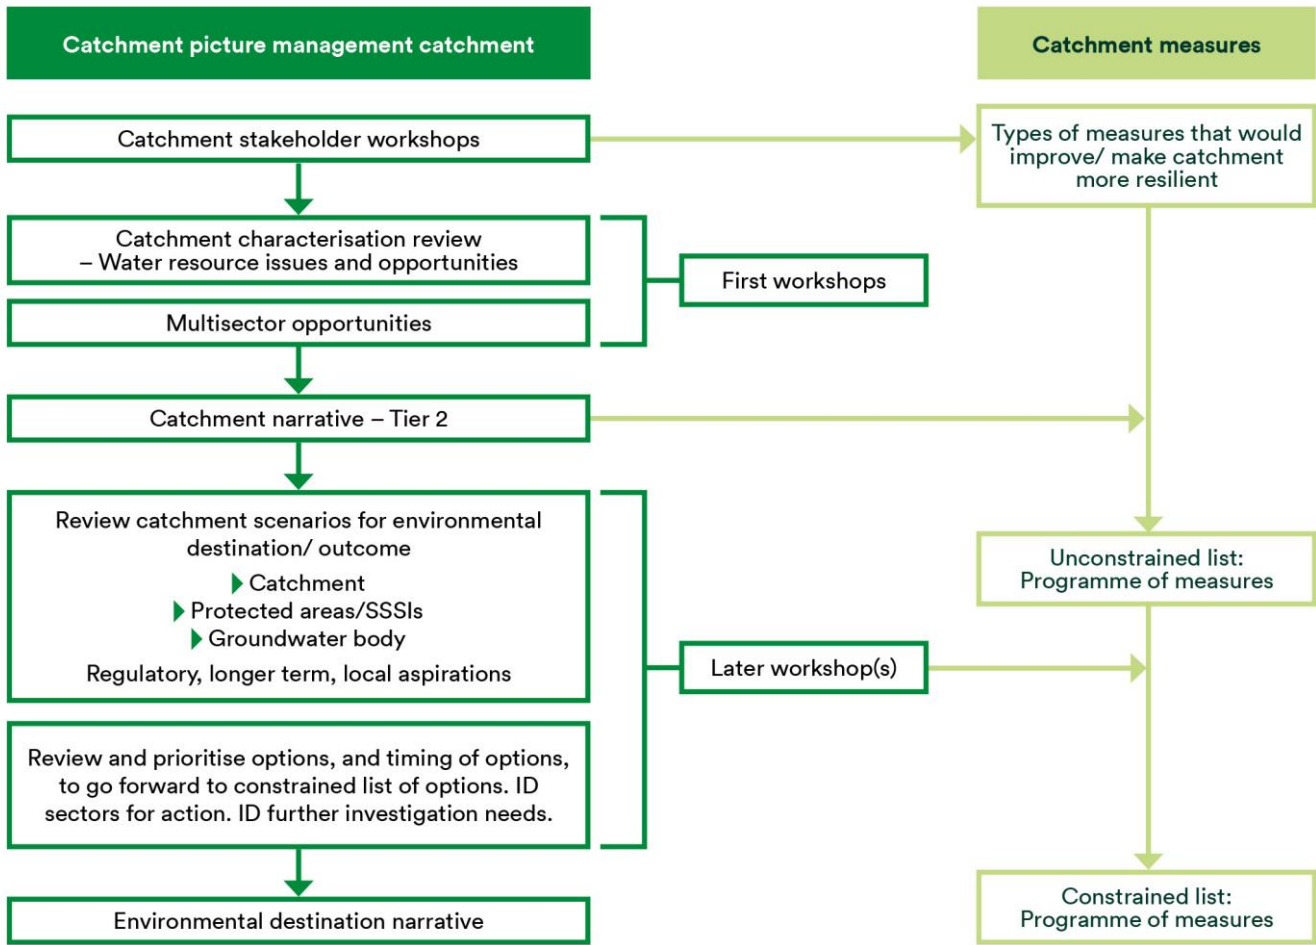 Catchment picture management catchment
Catchment measures
Catchment stakeholder workshops
Types of measures that would
improve/ make catchment
more resilient
Catchment characterisation review
– Water resource issues and opportunities
First workshops
Multisector opportunities
Catchment narrative – Tier 2
Review catchment scenarios for environmental
destination/ outcome
Catchment
Protected areas/SSSIs
Groundwater body
Regulatory, longer term, local aspirations
Unconstrained list:
Programme of measures
Later workshop(s)
Review and prioritise options, and timing of options,
to go forward to constrained list of options. ID
sectors for action. ID further investigation needs.
Environmental destination narrative
Constrained list:
Programme of measures